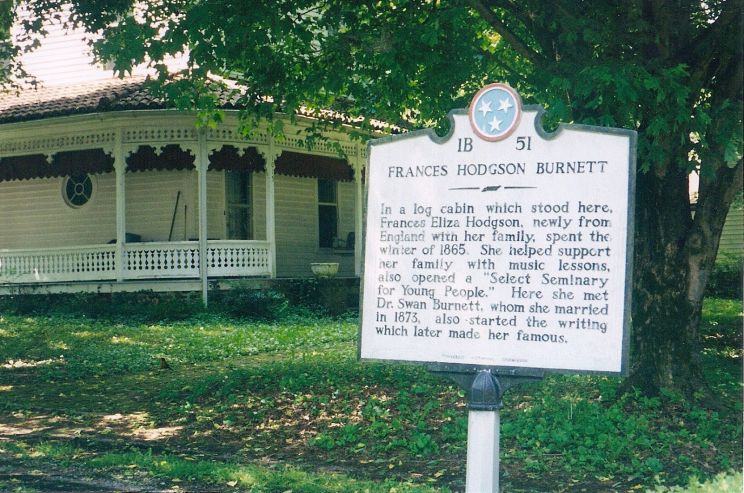 1B 51
FRANCES HODGSON BURNETT
In a log cabin which stood here,
Frances Eliza Hodgson, newly from
England with her family, spent the
winter of 1865. She helped support
her family with music lessons,
also opened a "Select Seminary
for Young People." Here she met
Dr. Swan Burnett, whom she married
in 1873, also started the writing
which later made her famous.